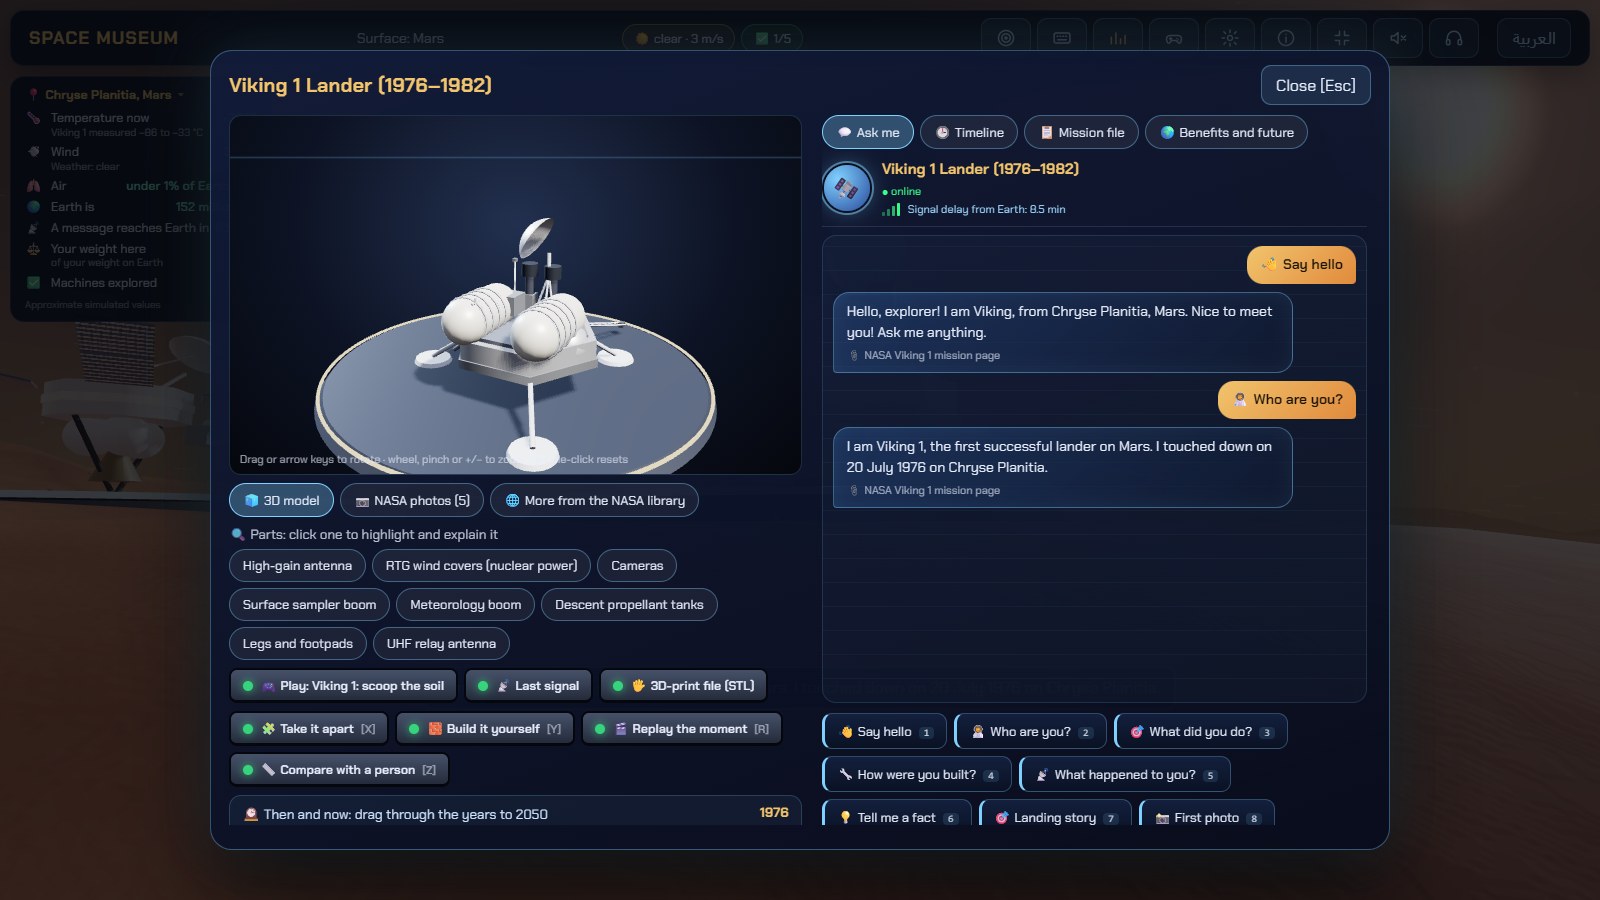 SPACE MUSEUM
Surface: Mars
clear · 3 m/s
1/5
العربية
Chryse Planitia, Mars
Temperature now
Viking 1 measured −86 to −33 °C
Wind
Weather: clear
Air
under 1% of
Earth is
152
A message reaches Earth in
Your weight here
of your weight on Earth
Machines explored
Approximate simulated values
Viking 1 Lander (1976–1982)
Close [Esc]
Drag or arrow keys to rotate · wheel, pinch or +/− to resets
3D model
NASA photos (5)
More from the NASA library
Parts: click one to highlight and explain it
High-gain antenna
RTG wind covers (nuclear power)
Cameras
Surface sampler boom
Meteorology boom
Descent propellant tanks
Legs and footpads
UHF relay antenna
Play: Viking 1: scoop the soil
Last signal
3D-print file (STL)
Take it apart [X]
Build it yourself [Y]
Replay the moment [R]
Compare with a person [Z]
Then and now: drag through the years to 2050
1976
Ask me
Timeline
Mission file
Benefits and future
Viking 1 Lander (1976–1982)
online
Signal delay from Earth: 8.5 min
Say hello
Hello, explorer! I am Viking, from Chryse Planitia, Mars. Nice to meet
you! Ask me anything.
NASA Viking 1 mission page
Who are you?
I am Viking 1, the first successful lander on Mars. I touched down on
20 July 1976 on Chryse Planitia.
NASA Viking 1 mission page
Say hello 1
Who are you? 2
What did you do? 3
How were you built? 4
What happened to you? 5
Tell me a fact 6
Landing story 7
First photo 8